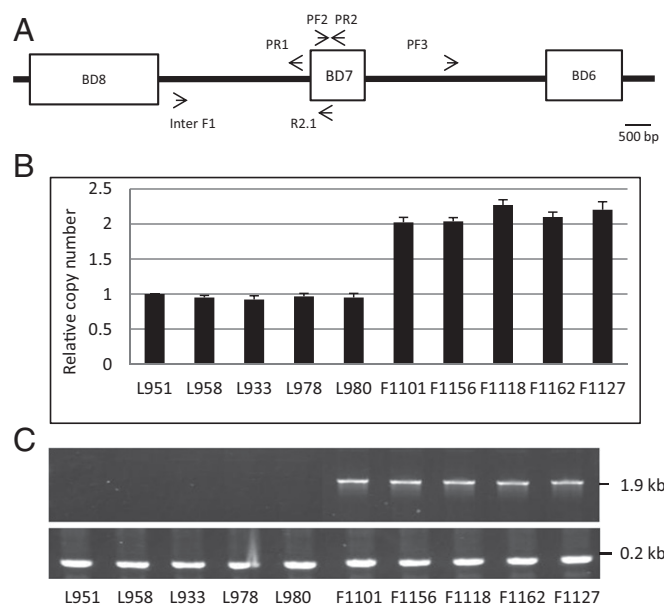 A
PF2 PR2
PR1 PF3
BD8 BD7 BD6
Inter F1 R2.1
500 bp
B
Relative copy number
2.5
2
1.5
1
0.5
0
L951 L958 L933 L978 L980 F1101 F1156 F1118 F1162 F1127
C
1.9 kb
0.2 kb
L951 L958 L933 L978 L980 F1101 F1156 F1118 F1162 F1127